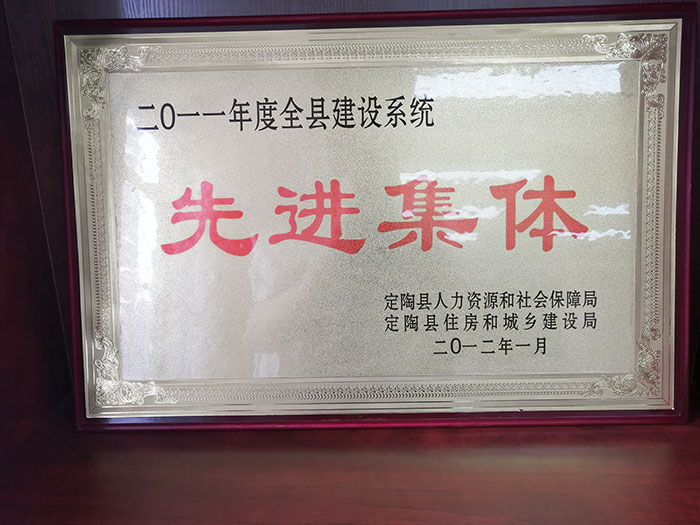 二〇一一年度全县建设系统
先进集体
定陶县人力资源和社会保障局
定陶县住房和城乡建设局
二〇一二年一月